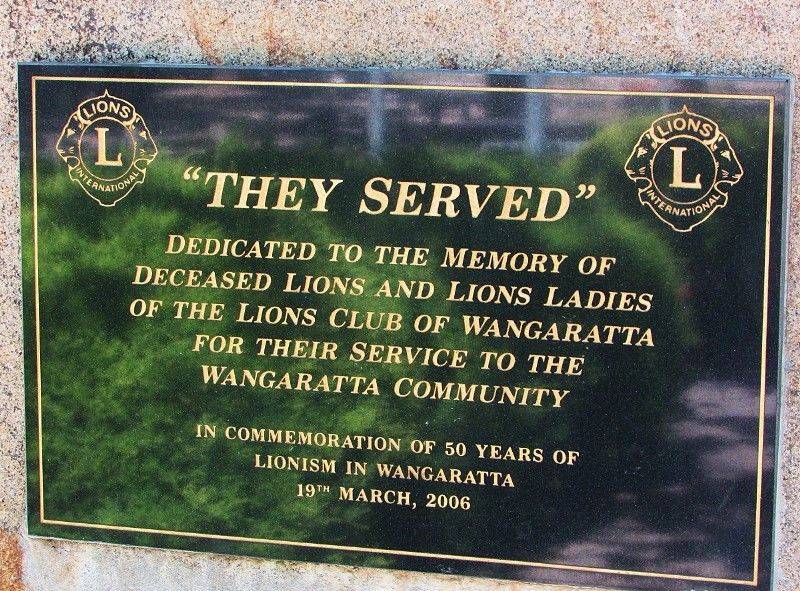 LIONS
L
INTERNATIONAL
LIONS
L
INTERNATIONAL
"THEY SERVED"
DEDICATED TO THE MEMORY OF
DECEASED LIONS AND LIONS LADIES
OF THE LIONS CLUB OF WANGARATTA
FOR THEIR SERVICE TO THE
WANGARATTA COMMUNITY
IN COMMEMORATION OF 50 YEARS OF
LIONISM IN WANGARATTA
19TH MARCH, 2006